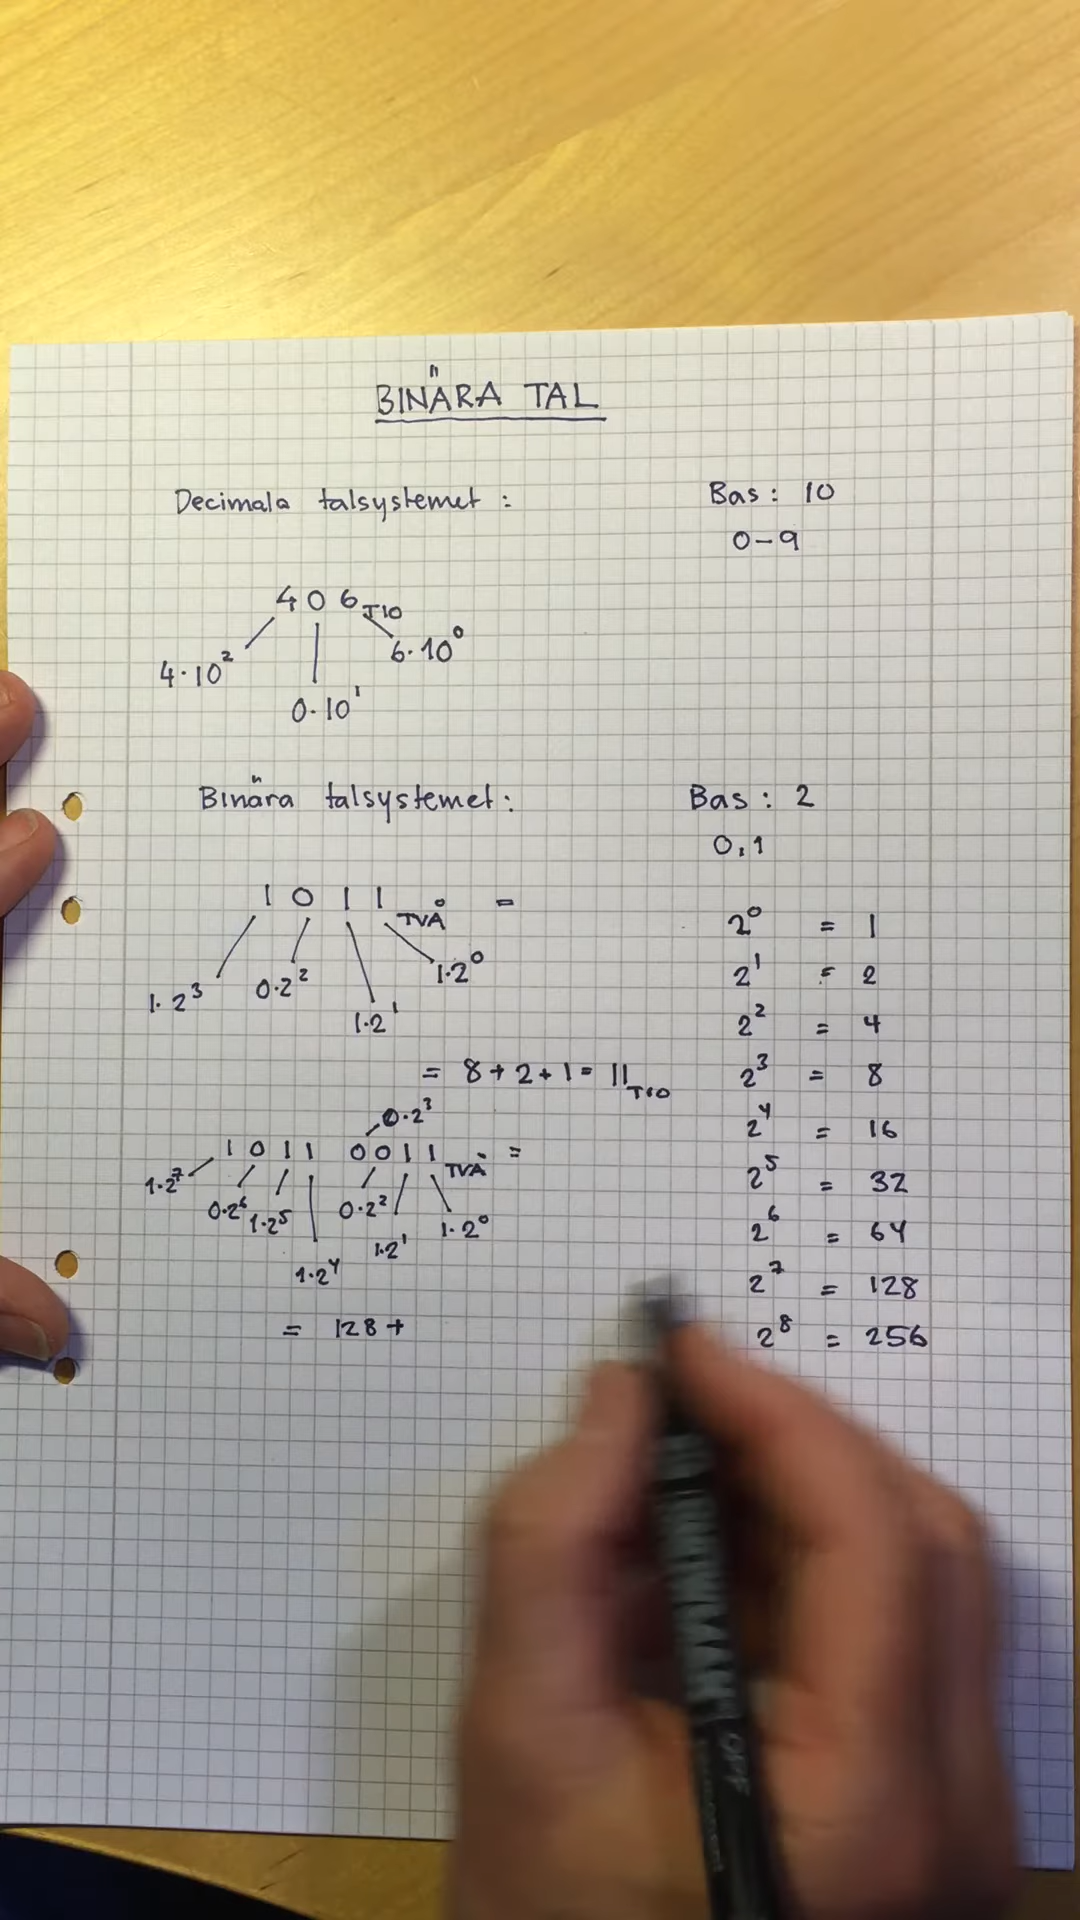 BINÄRA TAL
Decimala talsystemet : Bas : 10
0-9
406TIO
4·10² 6·10⁰
0·10¹
Binära talsystemet : Bas : 2
0,1
1011TVÅ =
1·2³ 0·2² 1·2⁰
1·2¹
= 8+2+1=11TIO
2⁰ = 1
2¹ = 2
2² = 4
2³ = 8
2⁴ = 16
2⁵ = 32
2⁶ = 64
2⁷ = 128
2⁸ = 256
0·2³
1011 0011TVÅ =
1·2⁷
0·2⁶ 1·2⁵ 0·2² 1·2⁰
1·2¹
1·2⁴
= 128+